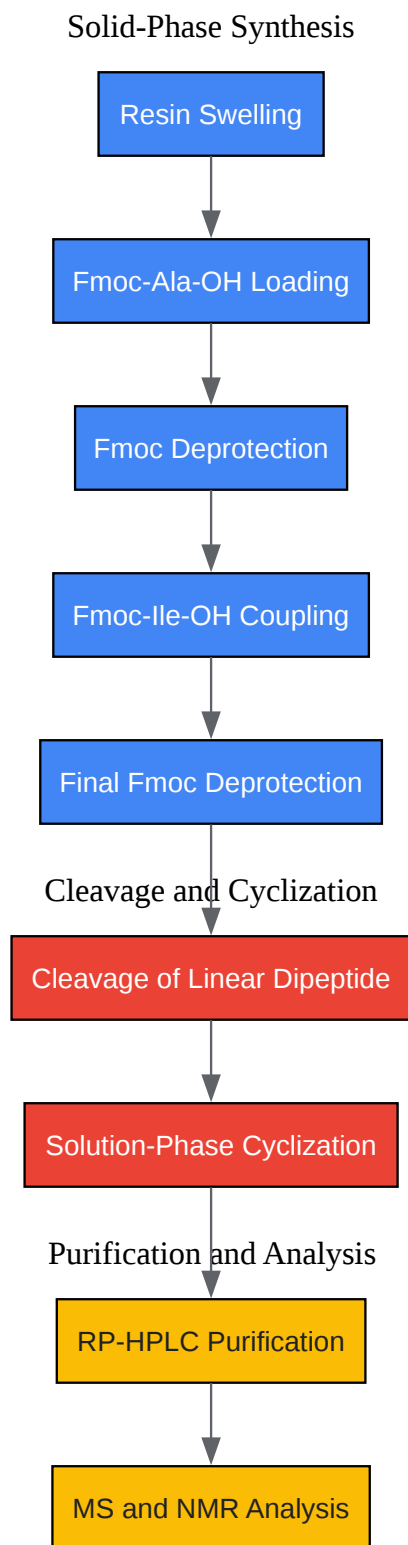 Solid-Phase Synthesis
Resin Swelling
Fmoc-Ala-OH Loading
Fmoc Deprotection
Fmoc-Ile-OH Coupling
Final Fmoc Deprotection
Cleavage and Cyclization
Cleavage of Linear Dipeptide
Solution-Phase Cyclization
Purification and Analysis
RP-HPLC Purification
MS and NMR Analysis